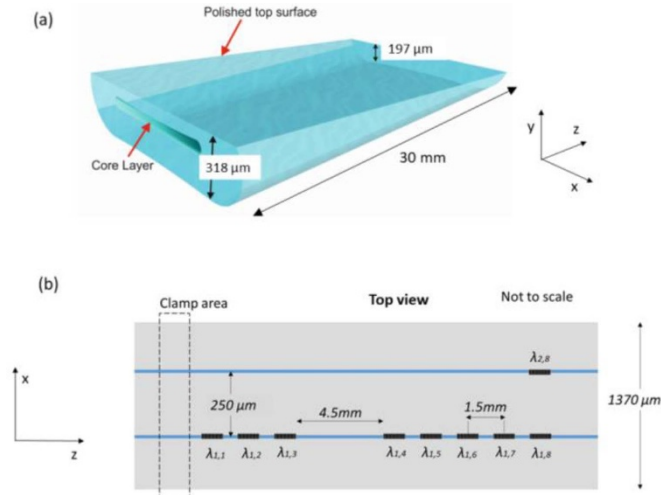 (a)
Polished top surface
197 μm
Core Layer
318 μm
30 mm
y
z
x
(b)
Clamp area
Top view
Not to scale
λ2,8
x
250 μm
4.5mm
1.5mm
1370 μm
z
λ1,1 λ1,2 λ1,3 λ1,4 λ1,5 λ1,6 λ1,7 λ1,8